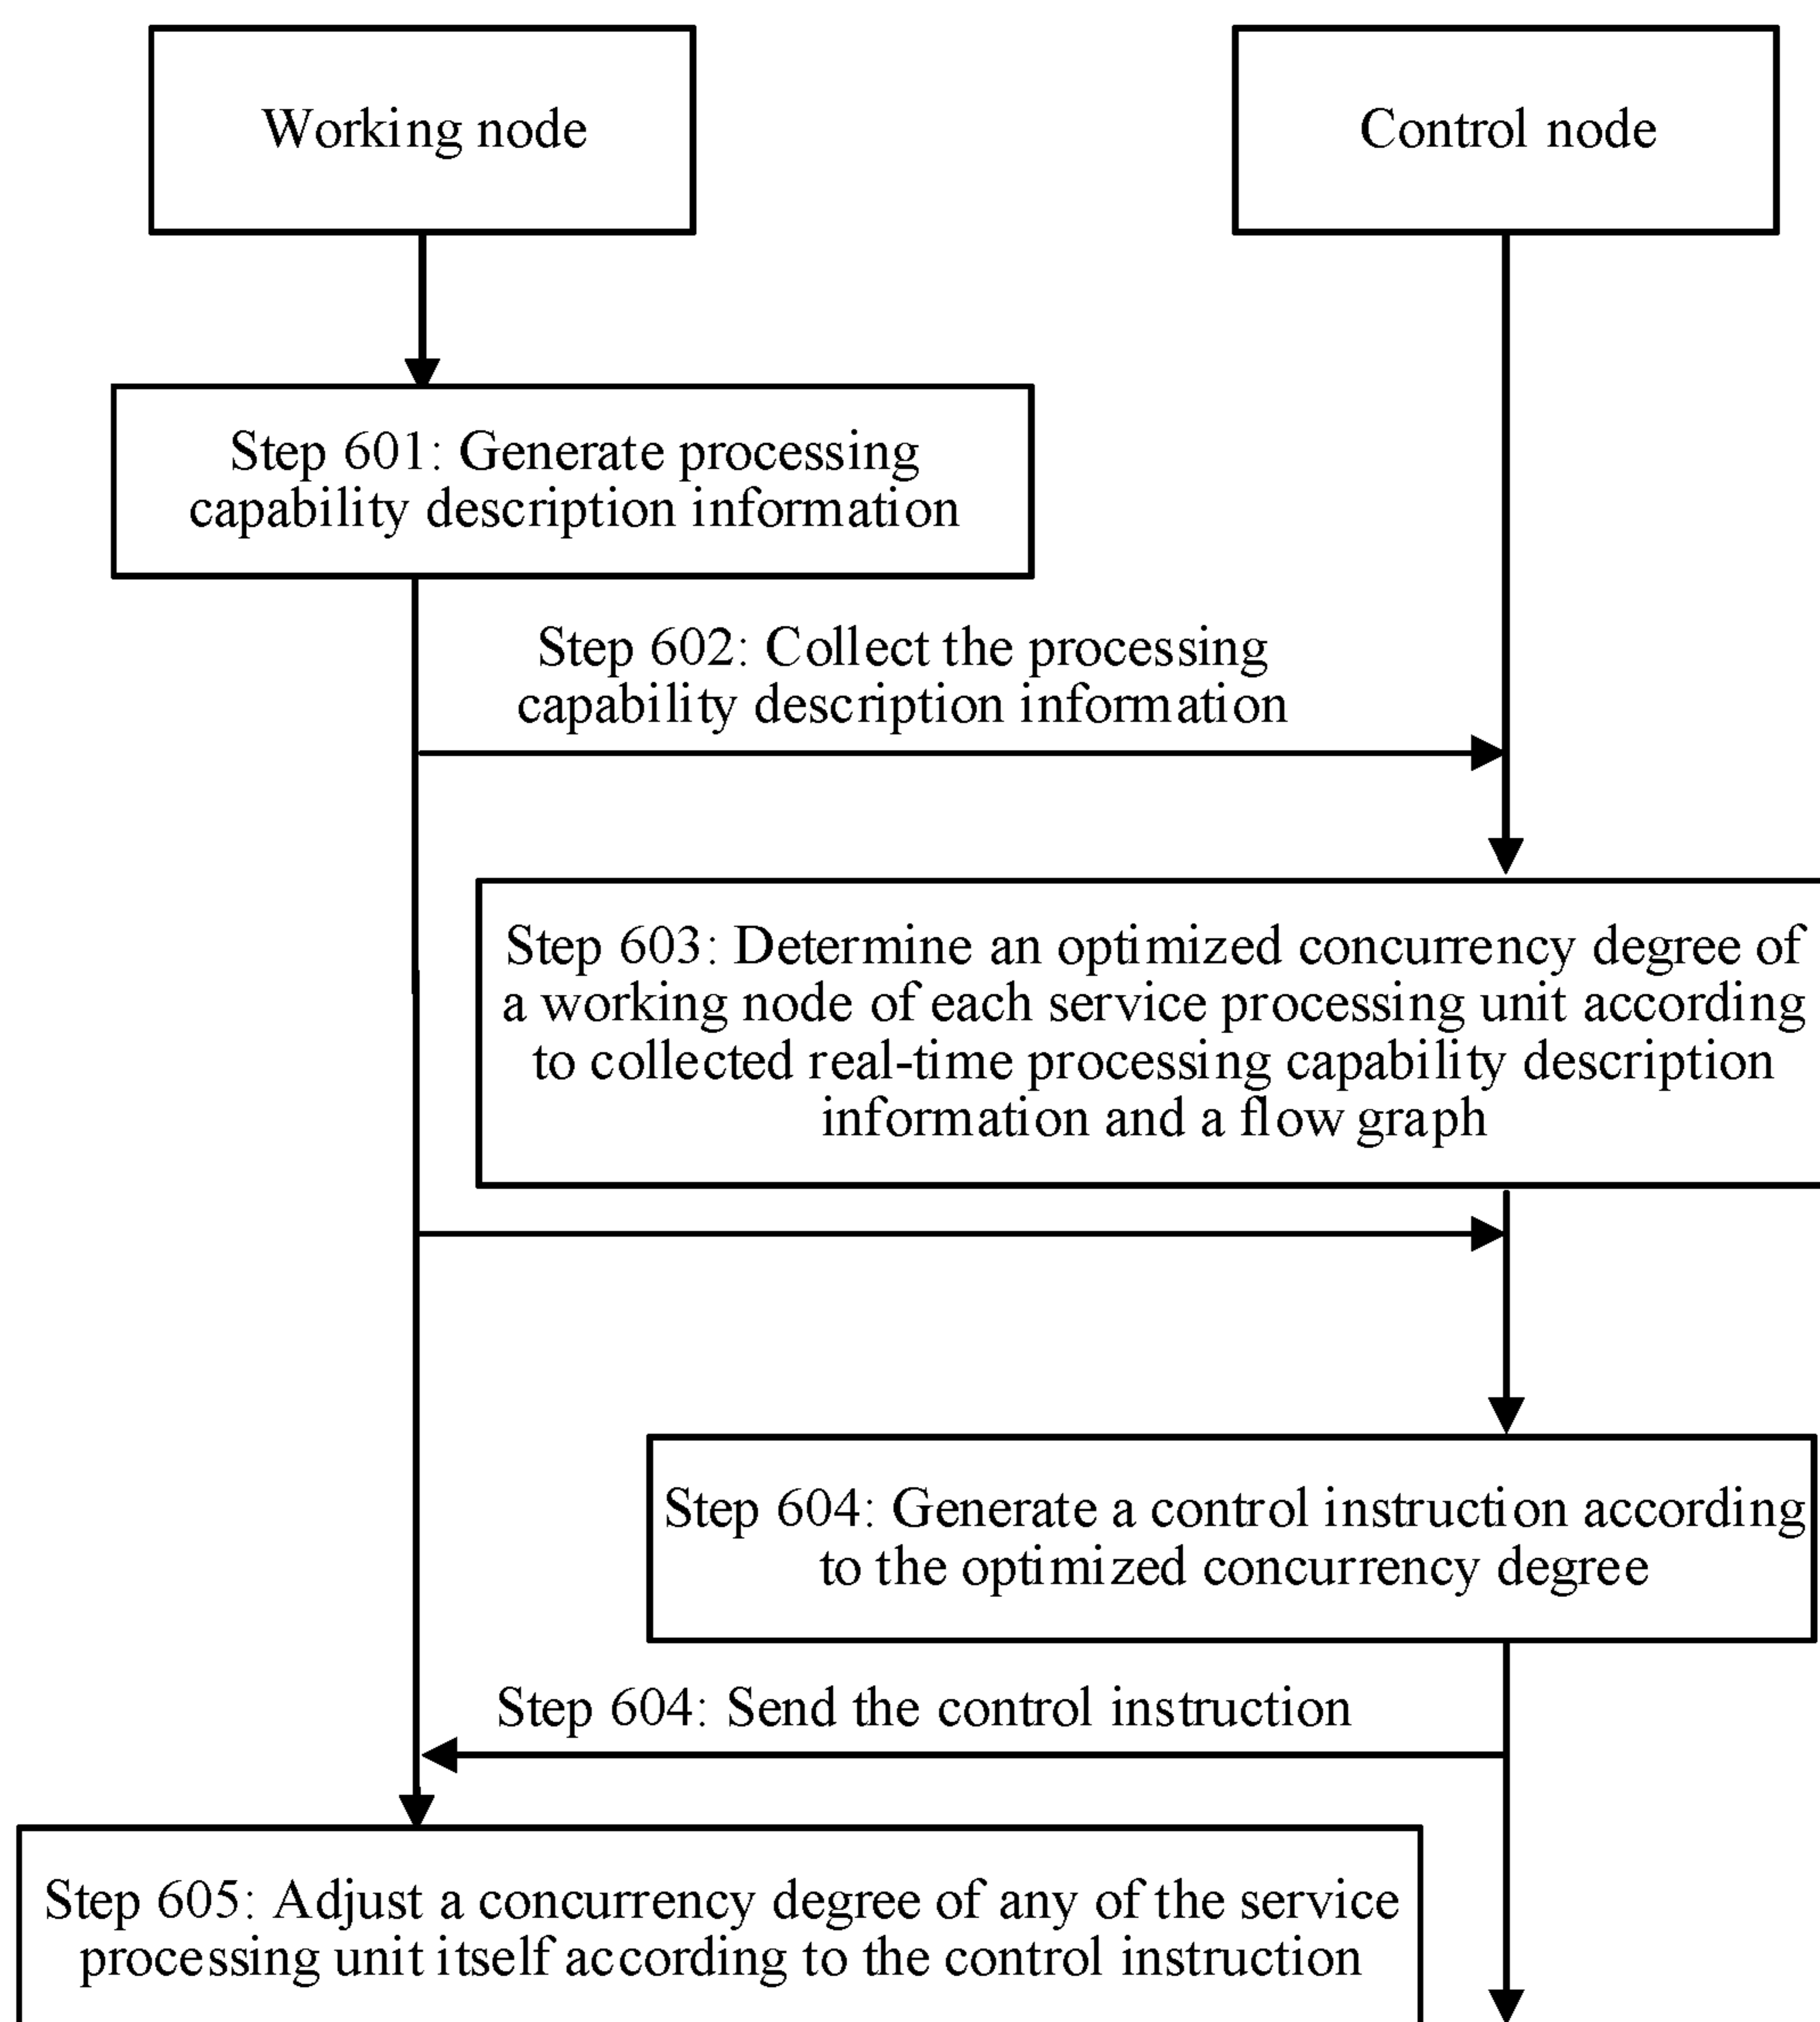 Working node
Control node
Step 601: Generate processing
capability description information
Step 602: Collect the processing
capability description information
Step 603: Determine an optimized concurrency degree of
a working node of each service processing unit according
to collected real-time processing capability description
information and a flow graph
Step 604: Generate a control instruction according
to the optimized concurrency degree
Step 604: Send the control instruction
Step 605: Adjust a concurrency degree of any of the service
processing unit itself according to the control instruction